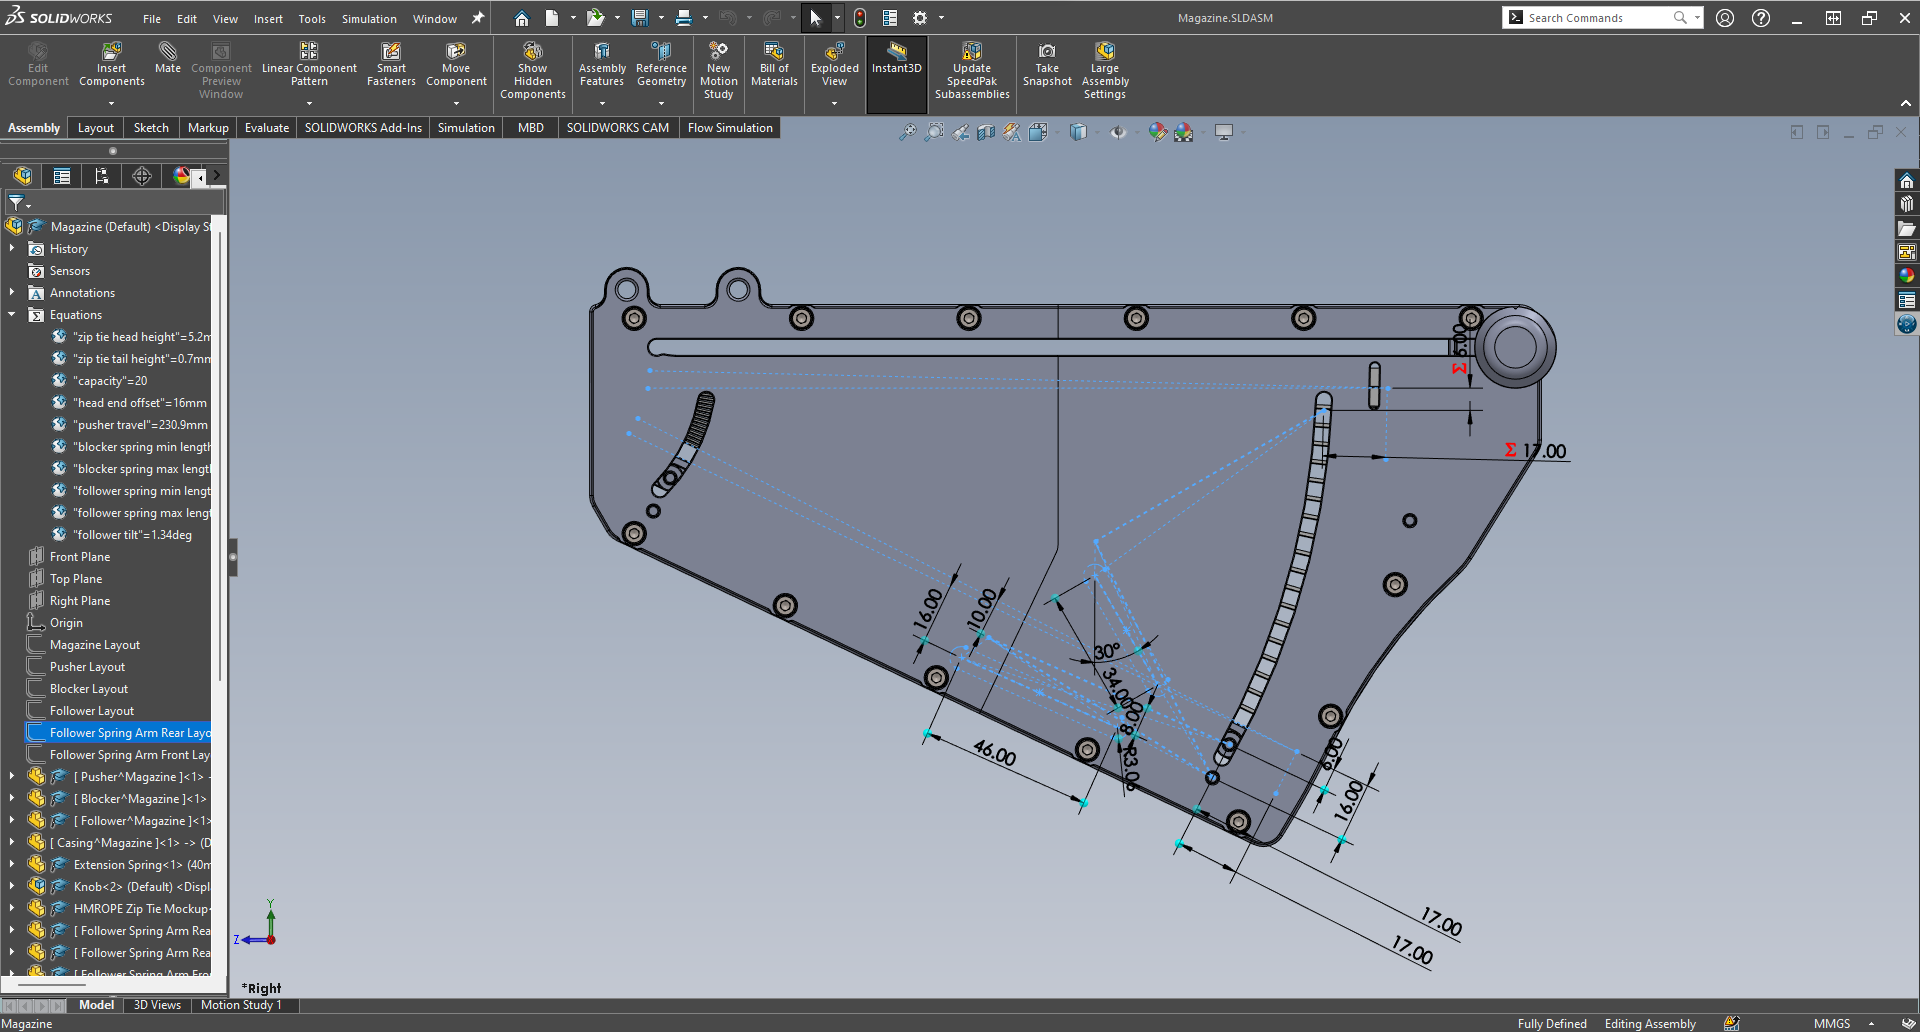 SOLIDWORKS File Edit View Insert Tools Simulation Window Magazine.SLDASM Search Commands
Edit Component
Insert Components
Mate
Component Preview Window
Linear Component Pattern
Smart Fasteners
Move Component
Show Hidden Components
Assembly Features
Reference Geometry
New Motion Study
Bill of Materials
Exploded View
Instant3D
Update SpeedPak Subassemblies
Take Snapshot
Large Assembly Settings
Assembly Layout Sketch Markup Evaluate SOLIDWORKS Add-Ins Simulation MBD SOLIDWORKS CAM Flow Simulation
Magazine (Default) <Display St
History
Sensors
Annotations
Equations
"zip tie head height"=5.2m
"zip tie tail height"=0.7mm
"capacity"=20
"head end offset"=16mm
"pusher travel"=230.9mm
"blocker spring min length
"blocker spring max lengt
"follower spring min lengt
"follower spring max leng
"follower tilt"=1.34deg
Front Plane
Top Plane
Right Plane
Origin
Magazine Layout
Pusher Layout
Blocker Layout
Follower Layout
Follower Spring Arm Rear Layo
Follower Spring Arm Front Lay
[ Pusher^Magazine ]<1> -
[ Blocker^Magazine ]<1>
[ Follower^Magazine ]<1>
[ Casing^Magazine ]<1> -> (D
Extension Spring<1> (40m
Knob<2> (Default) <Displ
HMROPE Zip Tie Mockup<
[ Follower Spring Arm Rea
[ Follower Spring Arm Rea
[ Follower Spring Arm Fro
Σ 5.00
Σ 17.00
16.00
10.00
30°
34.00
8.00
R3.00
46.00
6.00
16.00
17.00
17.00
Y
Z
*Right
Model 3D Views Motion Study 1
Magazine Fully Defined Editing Assembly MMGS